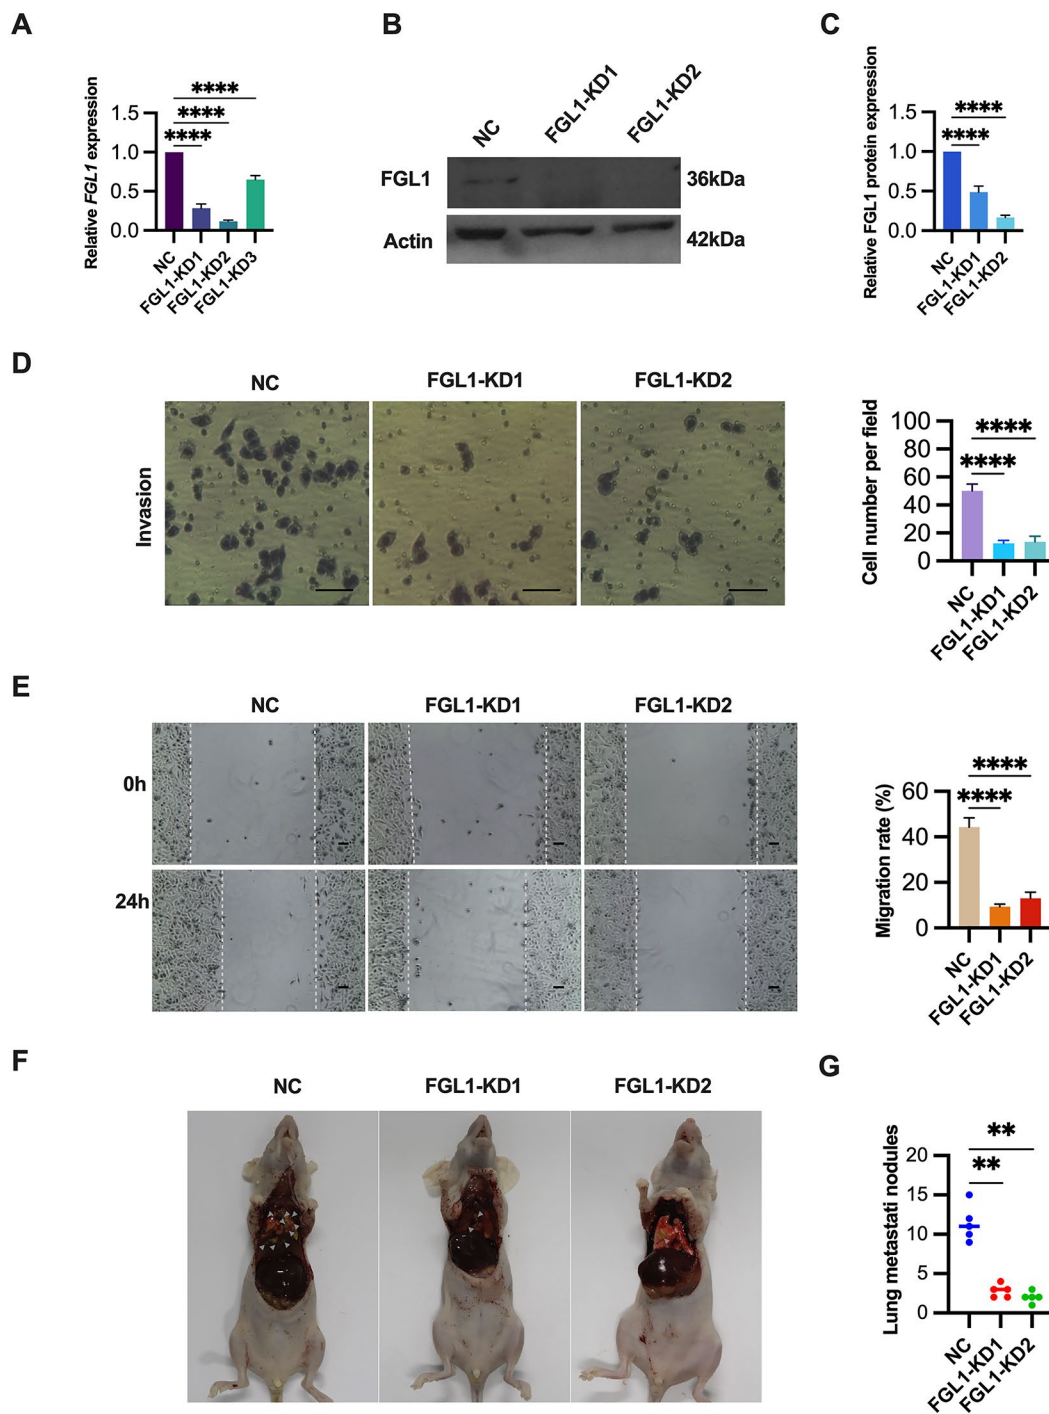 A
Relative FGL1 expression
1.5
1.0
0.5
0.0
****
****
****
NC
FGL1-KD1
FGL1-KD2
FGL1-KD3
B
NC
FGL1-KD1
FGL1-KD2
FGL1
36kDa
Actin
42kDa
C
Relative FGL1 protein expression
1.5
1.0
0.5
0.0
****
****
NC
FGL1-KD1
FGL1-KD2
D
NC
FGL1-KD1
FGL1-KD2
Invasion
Cell number per field
100
80
60
40
20
0
****
****
NC
FGL1-KD1
FGL1-KD2
E
NC
FGL1-KD1
FGL1-KD2
0h
24h
Migration rate (%)
60
40
20
0
****
****
NC
FGL1-KD1
FGL1-KD2
F
NC
FGL1-KD1
FGL1-KD2
G
Lung metastati nodules
20
15
10
5
0
**
**
NC
FGL1-KD1
FGL1-KD2